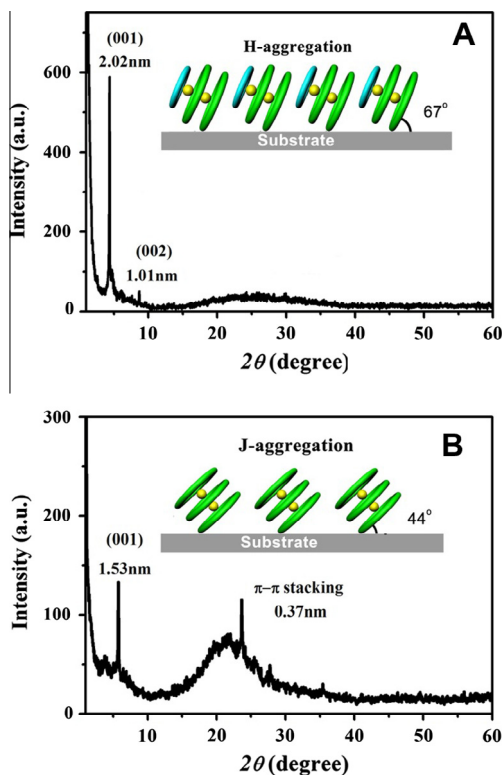 A
H-aggregation
(001)
2.02nm
67°
Substrate
(002)
1.01nm
Intensity (a.u.)
600
400
200
0
10 20 30 40 50 60
2θ (degree)
B
J-aggregation
(001)
1.53nm
44°
Substrate
π−π stacking
0.37nm
Intensity (a.u.)
300
200
100
0
10 20 30 40 50 60
2θ (degree)